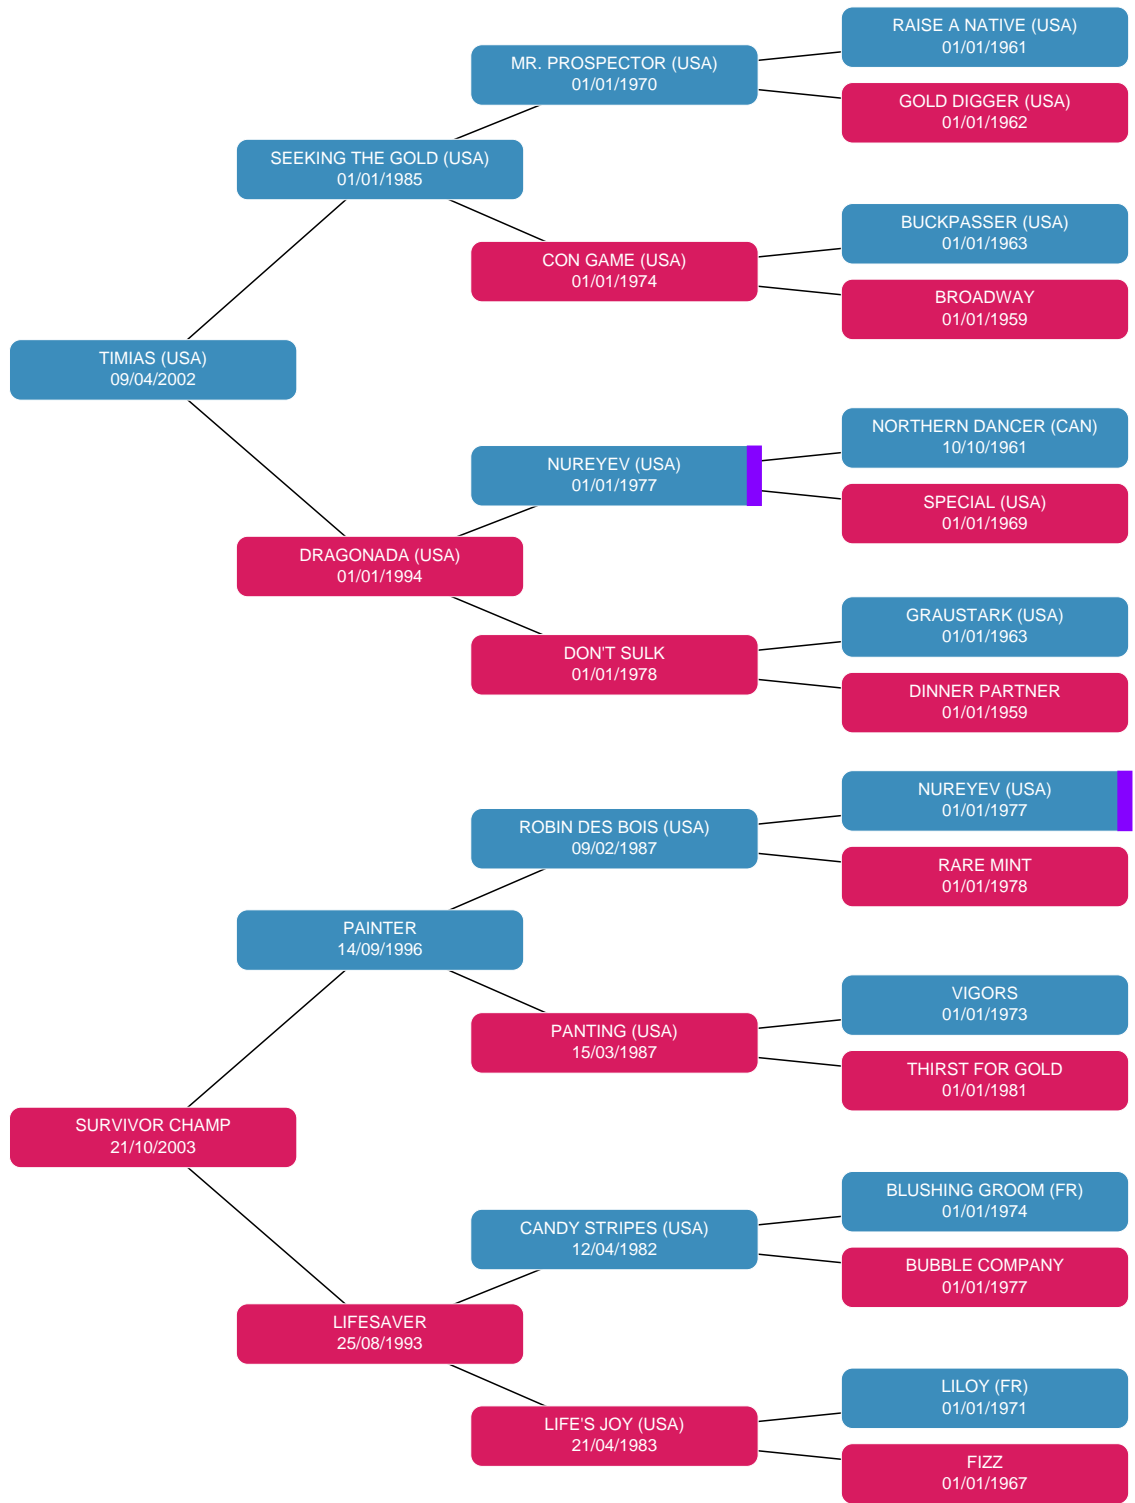 RAISE A NATIVE (USA)
01/01/1961
MR. PROSPECTOR (USA)
01/01/1970
GOLD DIGGER (USA)
01/01/1962
SEEKING THE GOLD (USA)
01/01/1985
BUCKPASSER (USA)
01/01/1963
CON GAME (USA)
01/01/1974
BROADWAY
01/01/1959
TIMIAS (USA)
09/04/2002
NORTHERN DANCER (CAN)
10/10/1961
NUREYEV (USA)
01/01/1977
SPECIAL (USA)
01/01/1969
DRAGONADA (USA)
01/01/1994
GRAUSTARK (USA)
01/01/1963
DON'T SULK
01/01/1978
DINNER PARTNER
01/01/1959
NUREYEV (USA)
01/01/1977
ROBIN DES BOIS (USA)
09/02/1987
RARE MINT
01/01/1978
PAINTER
14/09/1996
VIGORS
01/01/1973
PANTING (USA)
15/03/1987
THIRST FOR GOLD
01/01/1981
SURVIVOR CHAMP
21/10/2003
BLUSHING GROOM (FR)
01/01/1974
CANDY STRIPES (USA)
12/04/1982
BUBBLE COMPANY
01/01/1977
LIFESAVER
25/08/1993
LILOY (FR)
01/01/1971
LIFE'S JOY (USA)
21/04/1983
FIZZ
01/01/1967